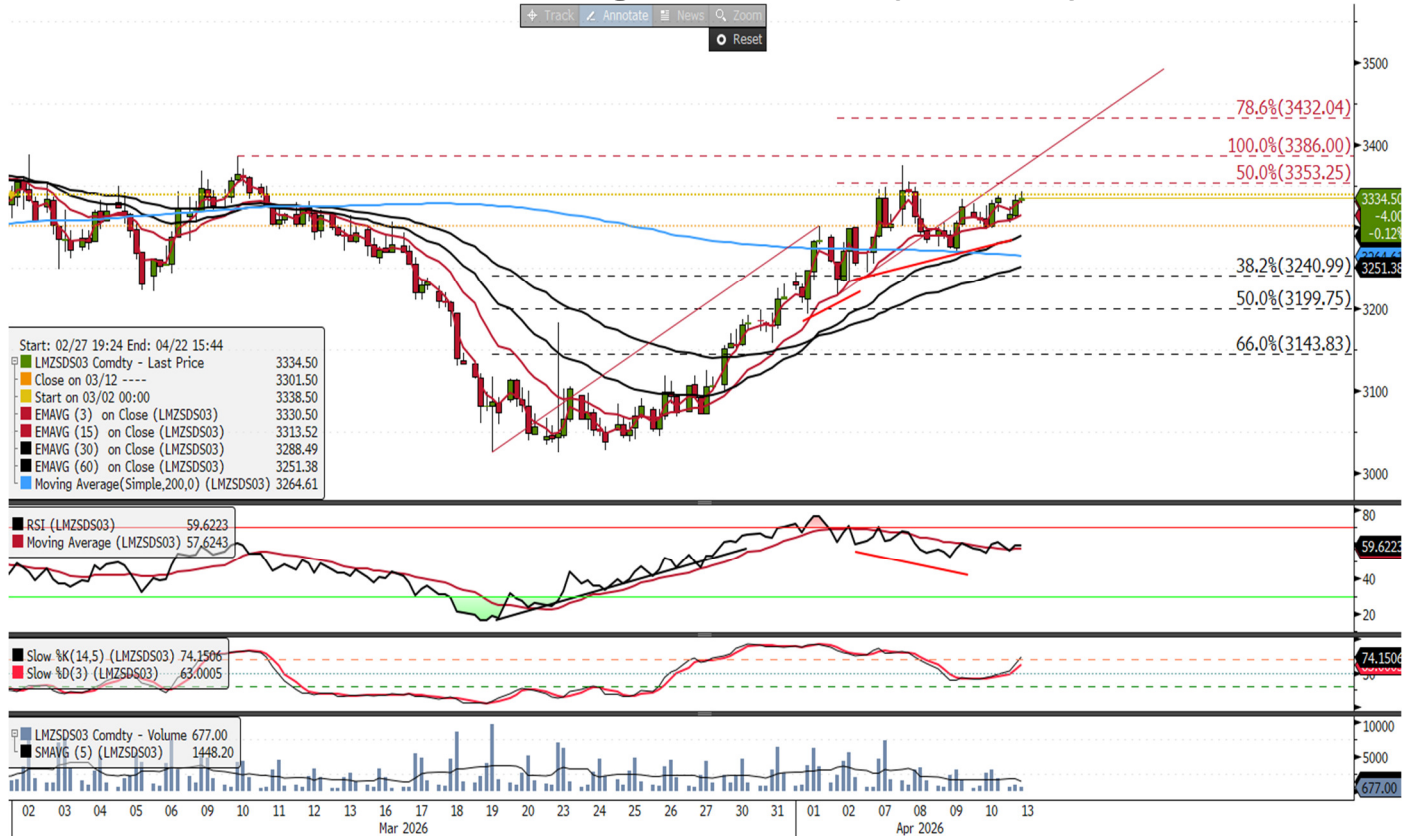 Track Annotate News Zoom
Reset
3500
78.6%(3432.04)
100.0%(3386.00)
3400
50.0%(3353.25)
3334.50
-4.00
-0.12%
3251.38
38.2%(3240.99)
50.0%(3199.75)
3200
66.0%(3143.83)
3100
3000
Start: 02/27 19:24 End: 04/22 15:44
LMZSDS03 Comdty - Last Price 3334.50
Close on 03/12 ---- 3301.50
Start on 03/02 00:00 3338.50
EMAVG (3) on Close (LMZSDS03) 3330.50
EMAVG (15) on Close (LMZSDS03) 3313.52
EMAVG (30) on Close (LMZSDS03) 3288.49
EMAVG (60) on Close (LMZSDS03) 3251.38
Moving Average(Simple,200,0) (LMZSDS03) 3264.61
RSI (LMZSDS03) 59.6223
Moving Average (LMZSDS03) 57.6243
80
59.6223
40
20
Slow %K(14,5) (LMZSDS03) 74.1506
Slow %D(3) (LMZSDS03) 63.0005
74.1506
LMZSDS03 Comdty - Volume 677.00
SMAVG (5) (LMZSDS03) 1448.20
10000
5000
677.00
02 03 04 05 06 09 10 11 12 13 16 17 18 19 20 23 24 25 26 27 30 31 01 02 07 08 09 10 13
Mar 2026 Apr 2026